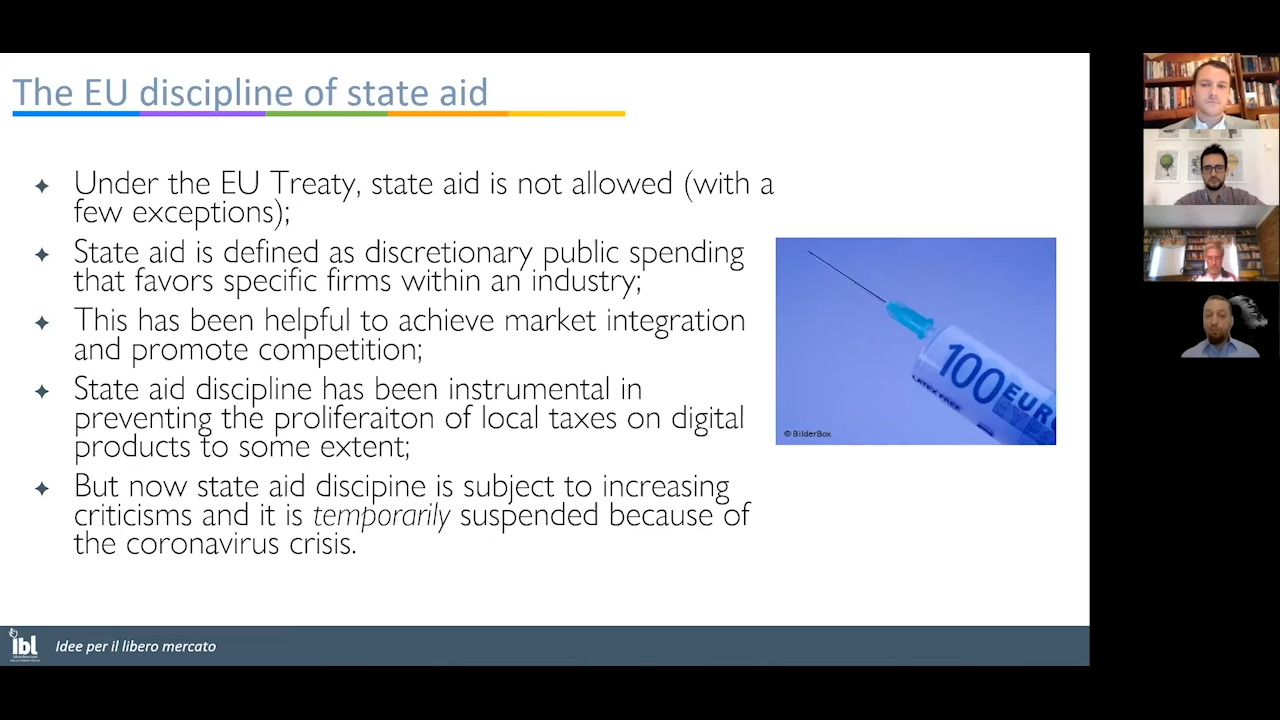 The EU discipline of state aid
Under the EU Treaty, state aid is not allowed (with a
few exceptions);
State aid is defined as discretionary public spending
that favors specific firms within an industry;
This has been helpful to achieve market integration
and promote competition;
State aid discipline has been instrumental in
preventing the proliferaiton of local taxes on digital
products to some extent;
But now state aid discipine is subject to increasing
criticisms and it is temporarily suspended because of
the coronavirus crisis.
100 EURO
LATEX FREE
© BilderBox
ibl
Idee per il libero mercato